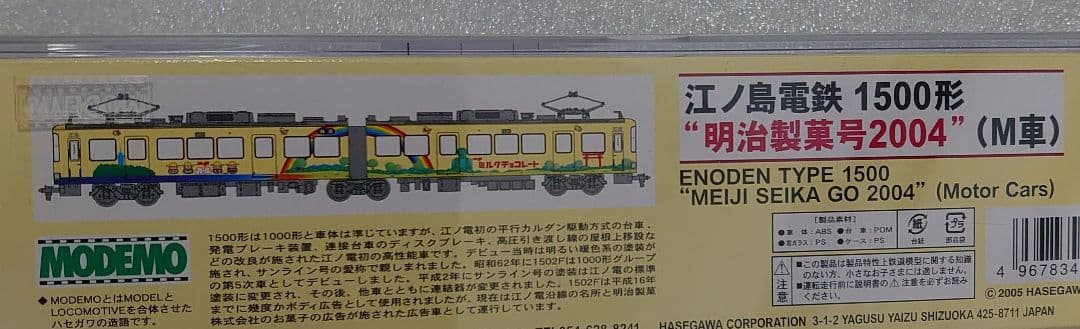 MODEMO
ミルクチョコレート
江ノ島電鉄 1500形
“明治製菓号2004”（M車）
ENODEN TYPE 1500
“MEIJI SEIKA GO 2004” (Motor Cars)
1500形は1000形と車体は準じていますが、江ノ電初の平行カルダン駆動方式の台車、
発電ブレーキ装置、連接台車のディスクブレーキ、高圧引き渡し線の屋根上移設な
どの改良が施された江ノ電初の高性能車です。デビュー当時は明るい暖色系の塗装が
施され、サンライン号の愛称で親しまれました。昭和62年に1502Fは1000形グループ
の第5次車としてデビューしました。平成2年にサンライン号の塗装は江ノ電の標準
塗装に変更され、その後、他車とともに連結器が変更されました。1502Fは平成16年
までに幾度かボディ広告として使用されましたが、現在は江ノ電沿線の名所と明治製菓
株式会社のお菓子の広告が施された広告車として運行しています。
MODEMO
●MODEMOとはMODELと
LOCOMOTIVEを合体させた
ハセガワの造語です。
［製品素材］
●車体：ABS ●台車：POM
●窓ガラス：PS ●ケース：PS
紙
台紙
プラ
部品袋
■この製品は製品特性上鉄道模型に関する知識
のない方、小さなお子さまには適しません。
■運転走行前に説明書の⚠注意を必ずお読み
ください。
⚠注意
4 967834
©2005 HASEGAWA
TEL 054-628-8241
HASEGAWA CORPORATION 3-1-2 YAGUSU YAIZU SHIZUOKA 425-8711 JAPAN